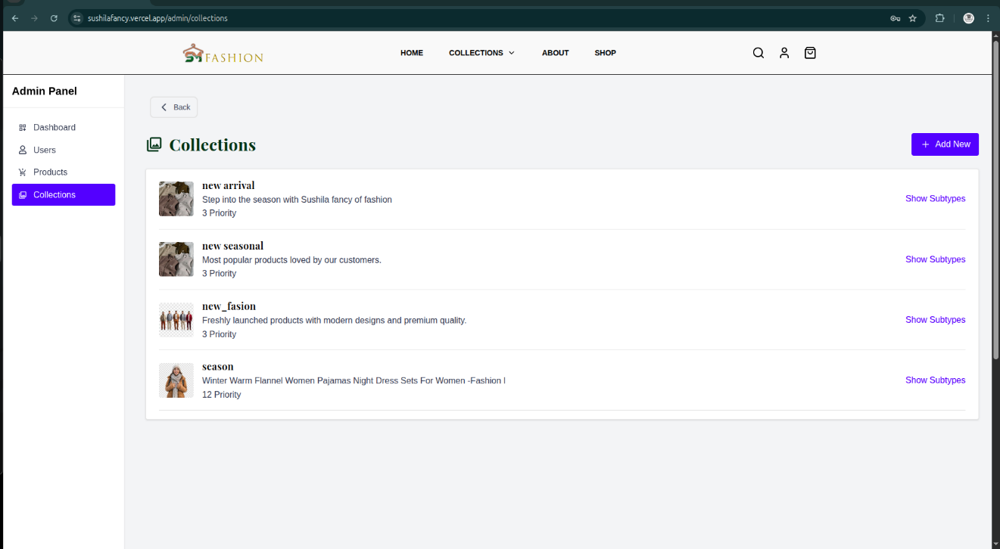 sushilafancy.vercel.app/admin/collections
SM FASHION
HOME
COLLECTIONS
ABOUT
SHOP
Admin Panel
Dashboard
Users
Products
Collections
Back
Collections
+ Add New
new arrival
Step into the season with Sushila fancy of fashion
3 Priority
Show Subtypes
new seasonal
Most popular products loved by our customers.
3 Priority
Show Subtypes
new_fasion
Freshly launched products with modern designs and premium quality.
3 Priority
Show Subtypes
season
Winter Warm Flannel Women Pajamas Night Dress Sets For Women -Fashion I
12 Priority
Show Subtypes